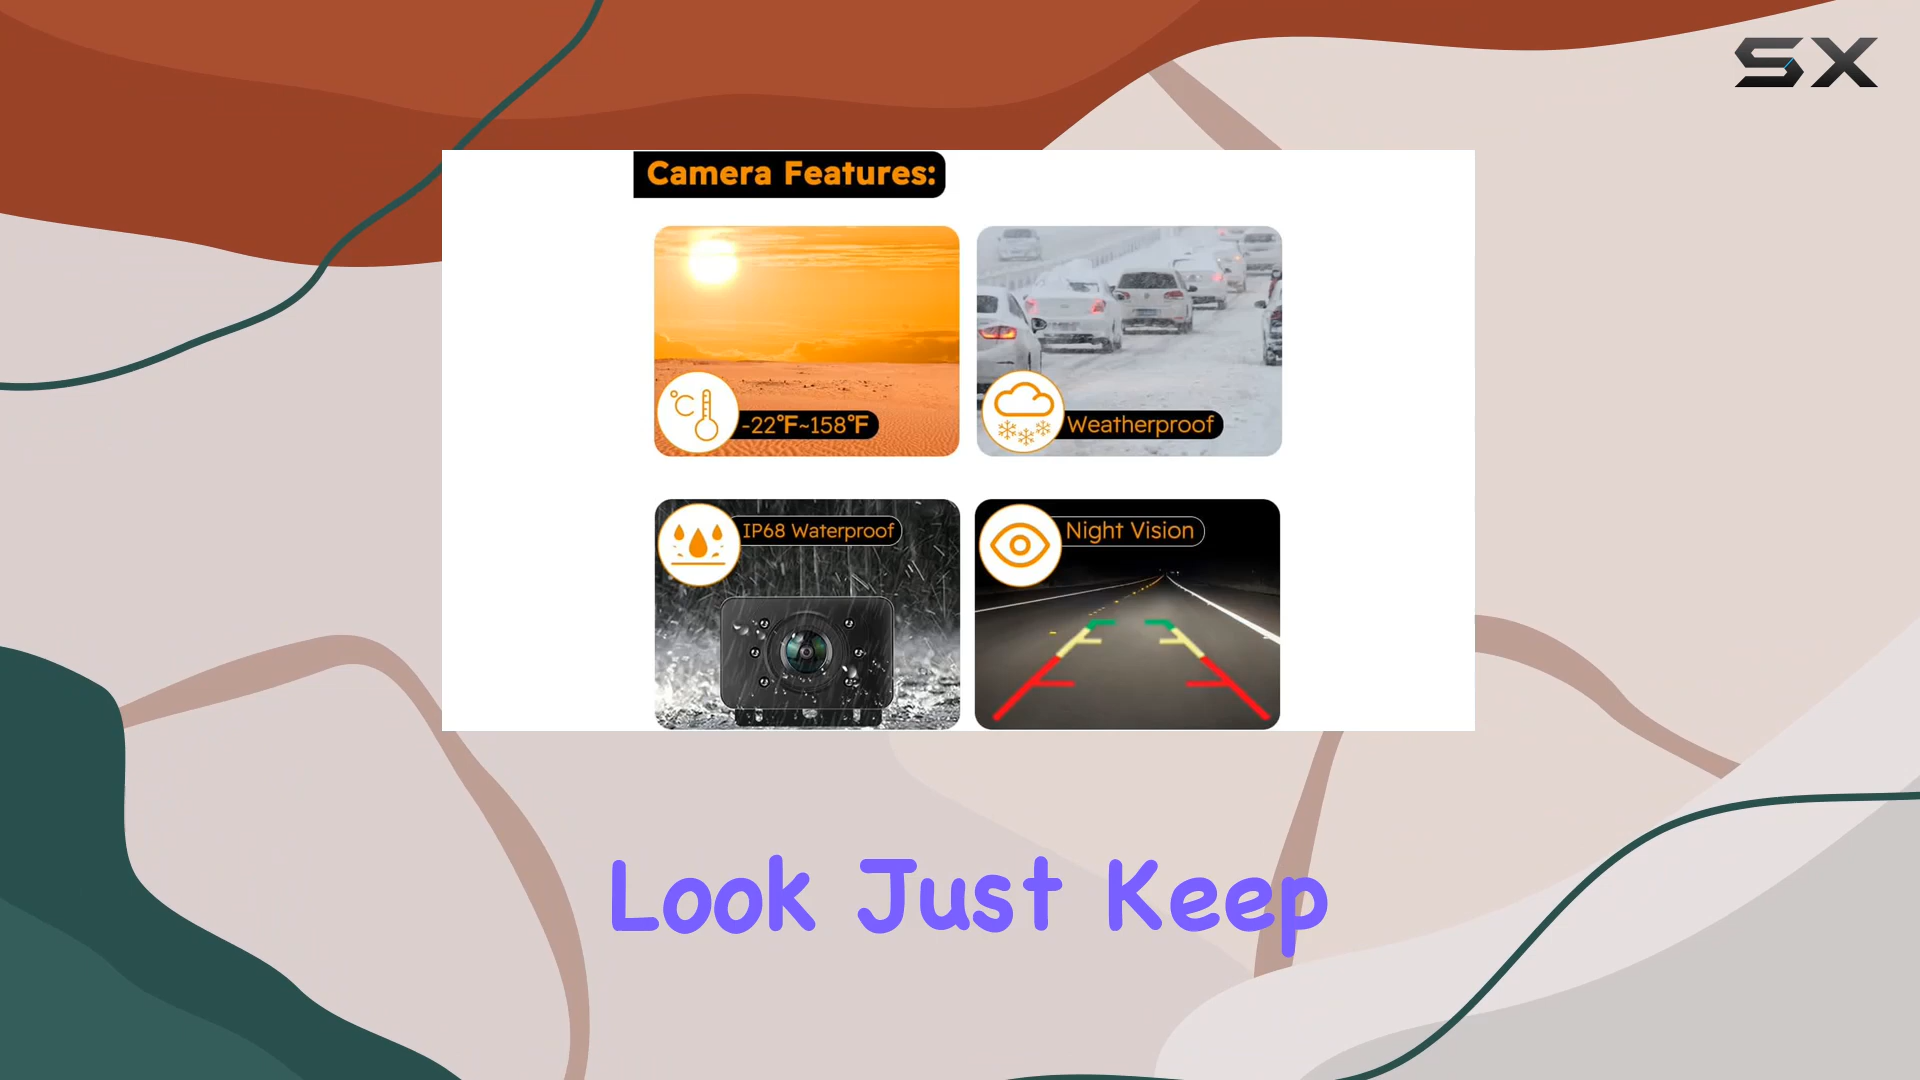 SX
Camera Features:
-22°F~158°F
Weatherproof
IP68 Waterproof
Night Vision
Look Just Keep